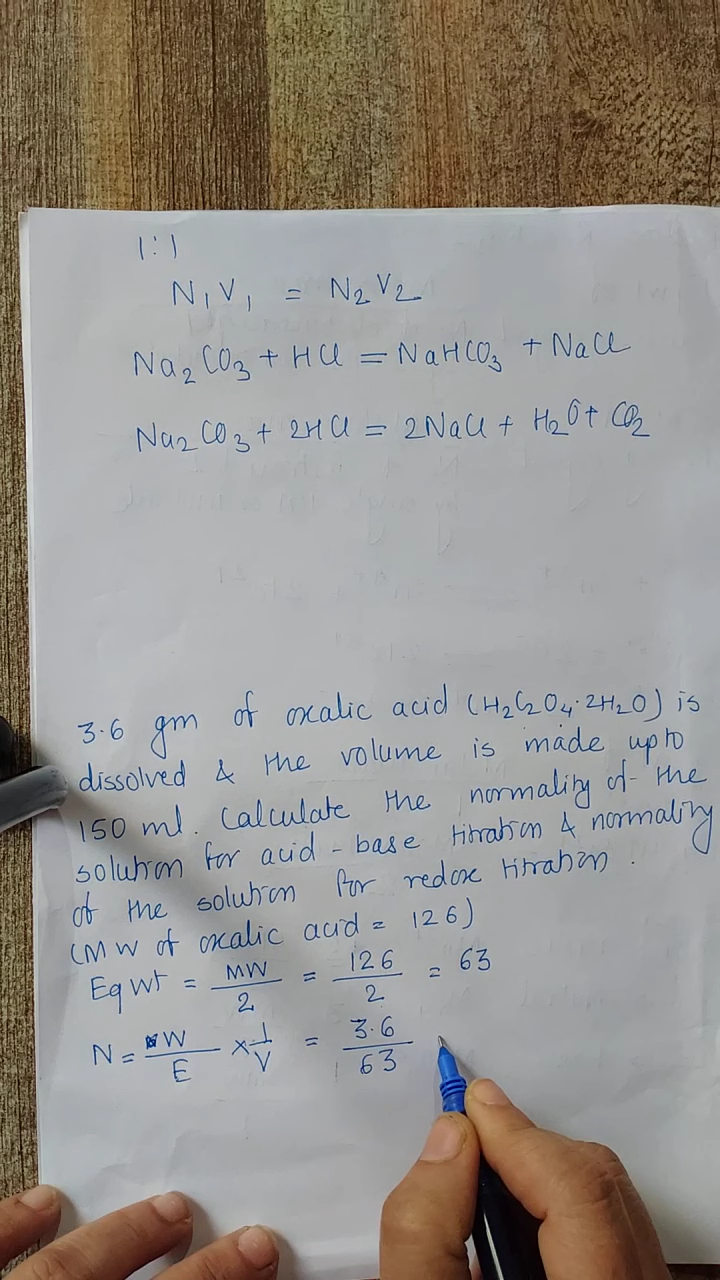 1:1
N₁V₁ = N₂V₂
Na₂CO₃ + HCl = NaHCO₃ + NaCl
Na₂CO₃ + 2HCl = 2NaCl + H₂O + CO₂
3.6 gm of oxalic acid (H₂C₂O₄·2H₂O) is
dissolved & the volume is made upto
150 ml. Calculate the normality of the
solution for acid-base titration & normality
of the solution for redox titration.
(MW of oxalic acid = 126)
Eq wt = MW/2 = 126/2 = 63
N = W/E × 1/V = 3.6/63